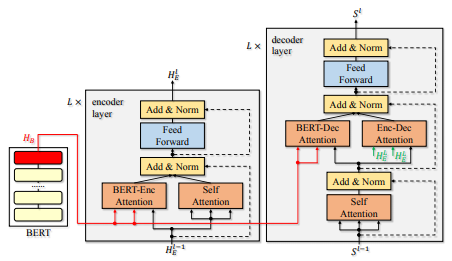 S^l
L ×
decoder
layer
Add & Norm
Feed
Forward
Add & Norm
BERT-Dec
Attention
Enc-Dec
Attention
H_E^L H_E^L
Add & Norm
Self
Attention
S^{l-1}
H_E^l
L ×
encoder
layer
Add & Norm
Feed
Forward
Add & Norm
BERT-Enc
Attention
Self
Attention
H_E^{l-1}
H_B
BERT